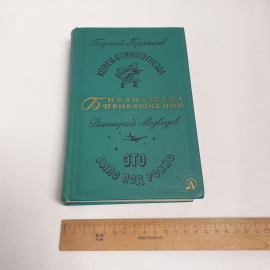 Георгий Брянцев
КОНЕЦ ОСИНОГО ГНЕЗДА
БИБЛИОТЕКА
ПРИКЛЮЧЕНИЙ
Дмитрий Медведев
ЭТО
БЫЛО ПОД РОВНО